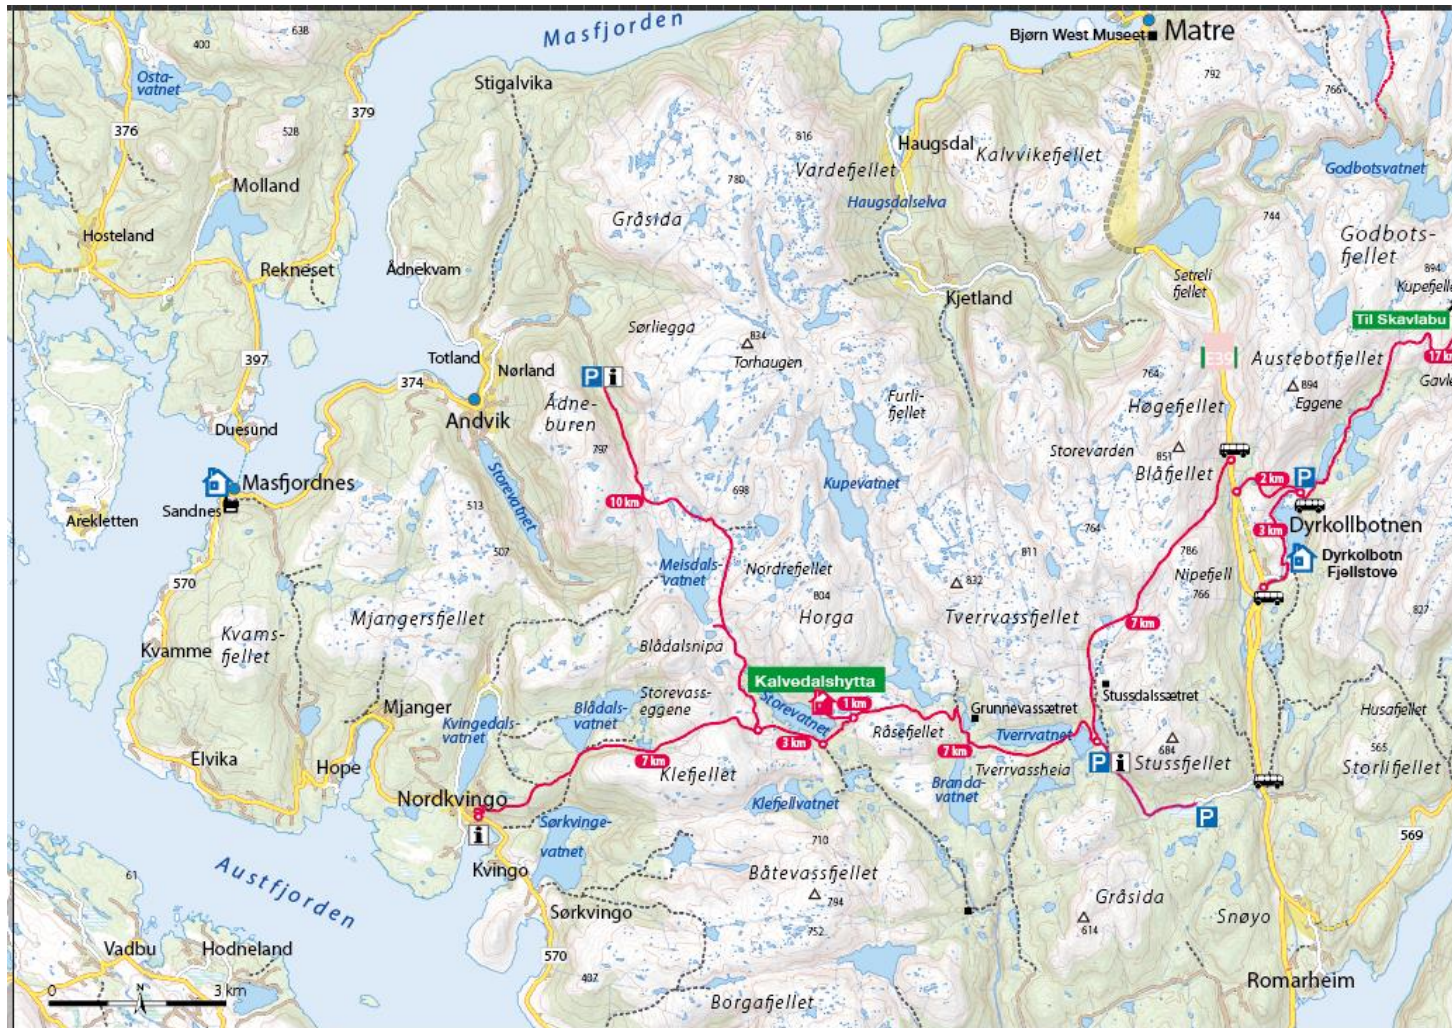 Masfjorden
Bjørn West Museet
Matre
638
400
Osta-
vatnet
Stigalvika
792
766
379
376
528
816
Haugsdal
Kalvvikefjellet
Vardefjellet
Godbotsvatnet
Molland
780
Haugsdalselva
Gråsida
744
Godbots-
fjellet
Hosteland
Rekneset
Ådnekvam
Setreli
fjellet
894
Kupefjelle
Kjetland
Sørliegga
834
Torhaugen
Til Skavlabu
397
Totland
Nørland
E39
Austebotfjellet
17 k
374
P i
764
894
Eggene
Gavle
Ådne-
buren
Furli-
fjellet
Høgefjellet
Andvik
Duesund
797
Storevarden
851
Blåfjellet
P
2 km
Masfjordnes
Storevatnet
Kupevatnet
698
10 km
513
Sandnes
Arekletten
764
3 km
Dyrkollbotnen
507
811
786
Dyrkolbotn
Fjellstove
Meisdals-
vatnet
Nordrefjellet
Nipefjell
766
570
832
804
Mjangersfjellet
Horga
Tverrvassfjellet
7 km
827
Kvams-
fjellet
Kvamme
Blådalsnipa
Kalvedalshytta
Storevass-
eggene
Stussdalssætret
Mjanger
Blådals-
vatnet
Storevatnet
1 km
Grunnevassætret
Husafjellet
Kvingedals-
vatnet
Råsefjellet
Tverrvatnet
3 km
7 km
684
565
Elvika
7 km
Klefjellet
P i
Stussfjellet
Storlifjellet
Hope
Tverrvassheia
Branda-
vatnet
Nordkvingo
Klefjellvatnet
P
i
Sørkvinge-
vatnet
710
569
Austfjorden
Kvingo
Båtevassfjellet
61
794
Gråsida
Sørkvingo
Snøyo
614
752
Vadbu
Hodneland
570
407
Romarheim
0
N
3 km
Borgafjellet